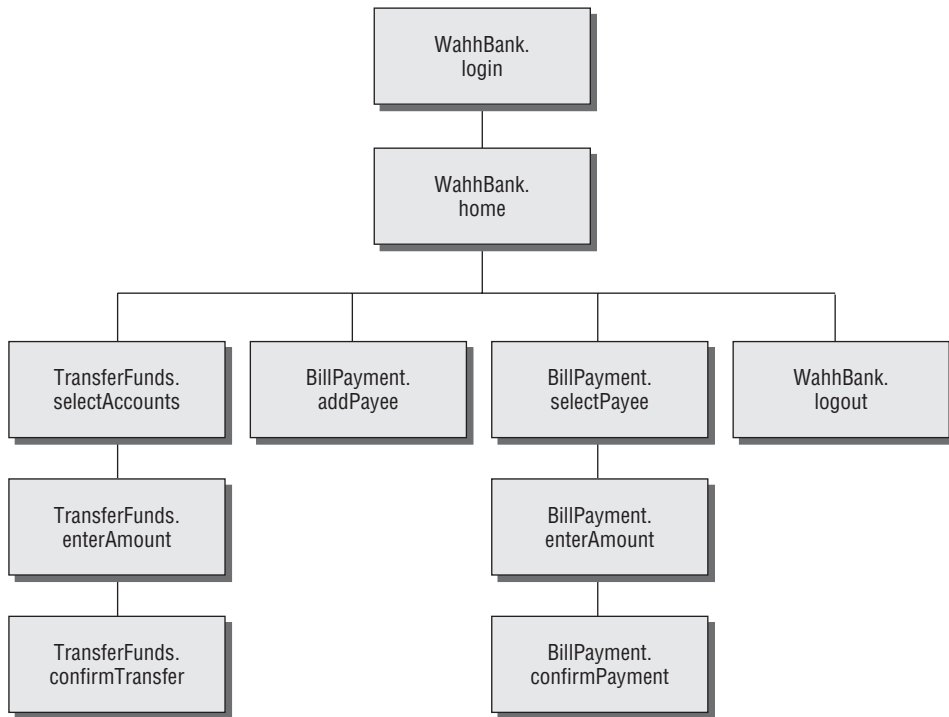 WahhBank.
login
WahhBank.
home
TransferFunds.
selectAccounts
BillPayment.
addPayee
BillPayment.
selectPayee
WahhBank.
logout
TransferFunds.
enterAmount
BillPayment.
enterAmount
TransferFunds.
confirmTransfer
BillPayment.
confirmPayment